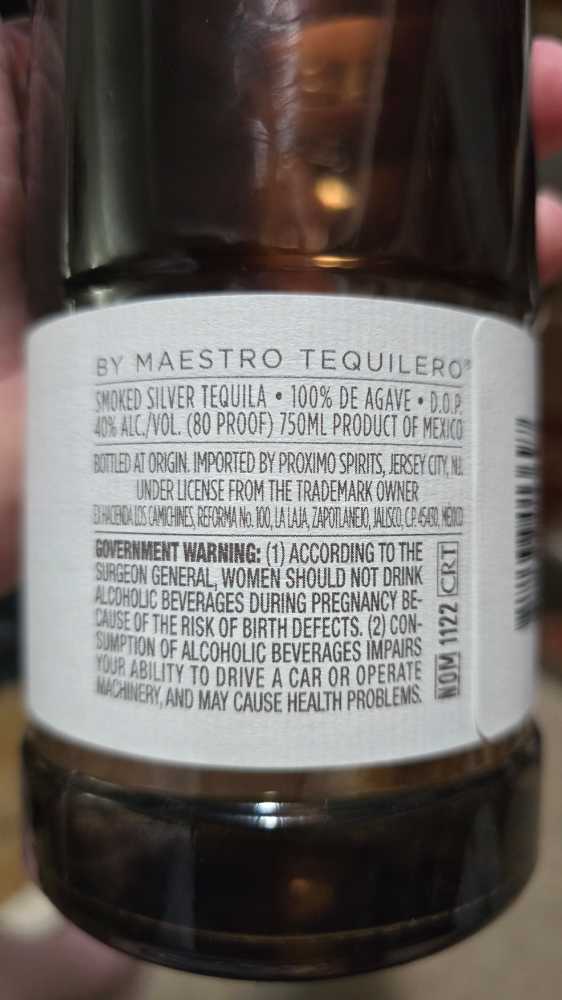 BY MAESTRO TEQUILERO®
SMOKED SILVER TEQUILA • 100% DE AGAVE • D.O.P.
40% ALC./VOL. (80 PROOF) 750ML PRODUCT OF MEXICO
BOTTLED AT ORIGIN. IMPORTED BY PROXIMO SPIRITS, JERSEY CITY, NJ.
UNDER LICENSE FROM THE TRADEMARK OWNER
EX HACIENDA LOS CAMICHINES, REFORMA No. 100, LA LAJA, ZAPOTLANEJO, JALISCO, C.P. 45430, MÉXICO
GOVERNMENT WARNING: (1) ACCORDING TO THE
SURGEON GENERAL, WOMEN SHOULD NOT DRINK
ALCOHOLIC BEVERAGES DURING PREGNANCY BE-
CAUSE OF THE RISK OF BIRTH DEFECTS. (2) CON-
SUMPTION OF ALCOHOLIC BEVERAGES IMPAIRS
YOUR ABILITY TO DRIVE A CAR OR OPERATE
MACHINERY, AND MAY CAUSE HEALTH PROBLEMS.
NOM 1122 CRT